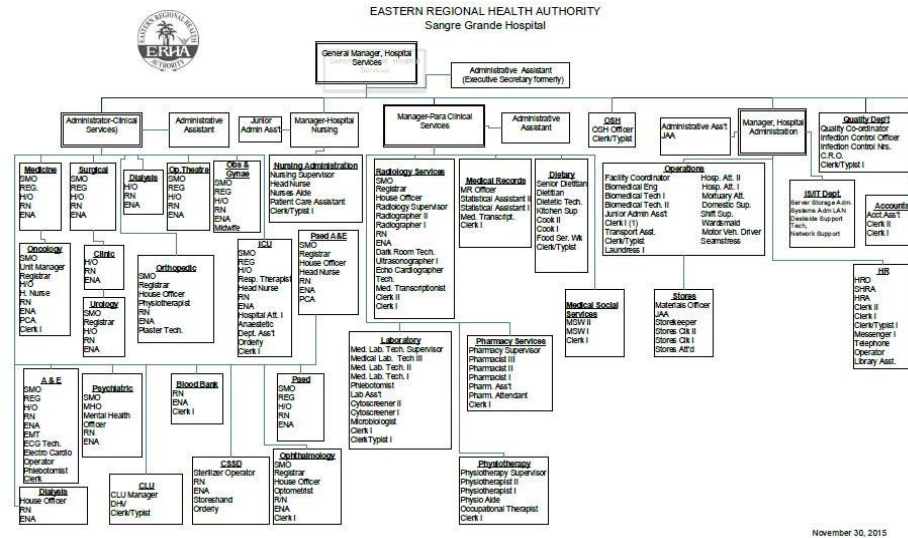 EASTERN REGIONAL HEALTH AUTHORITY
Sangre Grande Hospital
EASTERN REGIONAL HEALTH
ERHA
AUTHORITY
General Manager, Hospital
Services
Administrative Assistant
(Executive Secretary formerly)
Administrator-Clinical
Services)
Administrative
Assistant
Junior
Admin Ass't
Manager-Hospital
Nursing
Manager-Para Clinical
Services
Administrative
Assistant
OSH
OSH Officer
Clerk/Typist
Administrative Ass't
JAA
Manager, Hospital
Administration
Quality Dep't
Quality Co-ordinator
Infection Control Officer
Infection Control Nrs.
C.R.O.
Clerk/Typist I
Medicine
SMO
REG.
H/O
RN
ENA
Surgical
SMO
REG
H/O
RN
ENA
Dialysis
H/O
RN
ENA
Op.Theatre
SMO
REG
H/O
RN
ENA
Obs &
Gynae
SMO
REG
H/O
RN
ENA
Midwife
Nursing Administration
Nursing Supervisor
Head Nurse
Nurses Aide
Patient Care Assistant
Clerk/Typist I
Radiology Services
SMO
Registrar
House Officer
Radiology Supervisor
Radiographer II
Radiographer I
RN
ENA
Dark Room Tech.
Ultrasonographer I
Echo Cardiographer
Tech.
Med. Transcriptionist
Clerk II
Clerk I
Medical Records
MR Officer
Statistical Assistant II
Statistical Assistant I
Med. Transcript.
Clerk I
Dietary
Senior Dietitian
Dietitian
Dietetic Tech.
Kitchen Sup
Cook II
Cook I
Food Ser. Wk
Clerk/Typist
Operations
Facility Coordinator
Biomedical Eng
Biomedical Tech I
Biomedical Tech. II
Junior Admin Ass't
Clerk I (1)
Transport Asst.
Clerk/Typist
Laundress I
Hosp. Att. II
Hosp. Att. I
Mortuary Att.
Domestic Sup.
Shift Sup.
Wardsmaid
Motor Veh. Driver
Seamstress
IS/IT Dept.
Server Storage Adm.
Systems Adm LAN
Deskside Support
Tech,
Network Support
Accounts
Acct Ass't
Clerk II
Clerk I
Oncology
SMO
Unit Manager
Registrar
H/O
H. Nurse
RN
ENA
PCA
Clerk I
Clinic
H/O
RN
ENA
Urology
SMO
Registrar
H/O
RN
ENA
Orthopedic
SMO
Registrar
House Officer
Physiotherapist
RN
ENA
Plaster Tech.
ICU
SMO
REG
H/O
Resp. Therapist
Head Nurse
RN
ENA
Hospital Att. I
Anaestetic
Dept. Ass't
Orderly
Clerk I
Paed A&E
SMO
Registrar
House Officer
Head Nurse
RN
ENA
PCA
Medical Social
Services
MSW II
MSW I
Clerk I
Stores
Materials Officer
JAA
Storekeeper
Stores Clk II
Stores Clk I
Stores Att'd
HR
HRO
SHRA
HRA
Clerk II
Clerk I
Clerk/Typist I
Messenger I
Telephone
Operator
Library Asst.
Laboratory
Med. Lab. Tech. Supervisor
Medical Lab. Tech III
Med. Lab. Tech. II
Med. Lab. Tech. I
Phlebotomist
Lab Ass't
Cytoscreener II
Cytoscreener I
Microbiologist
Clerk I
ClerkTypist I
Pharmacy Services
Pharmacy Supervisor
Pharmacist III
Pharmacist II
Pharmacist I
Pharm. Ass't
Pharm. Attendant
Clerk I
A & E
SMO
REG
H/O
RN
ENA
EMT
ECG Tech.
Electro Cardio
Operator
Phlebotomist
Clerk
Psychiatric
SMO
MHO
Mental Health
Officer
RN
ENA
Blood Bank
RN
ENA
Clerk I
Paed
SMO
REG
H/O
RN
ENA
Dialysis
House Officer
RN
ENA
CLU
CLU Manager
DHV
Clerk/Typist
CSSD
Sterilizer Operator
RN
ENA
Storeshand
Orderly
Ophthalmology
SMO
Registrar
House Officer
Optometrist
R/N
ENA
Clerk I
Physiotherapy
Physiotherapy Supervisor
Physiotherapist II
Physiotherapist I
Physio Aide
Occupational Therapist
Clerk I
November 30, 2015